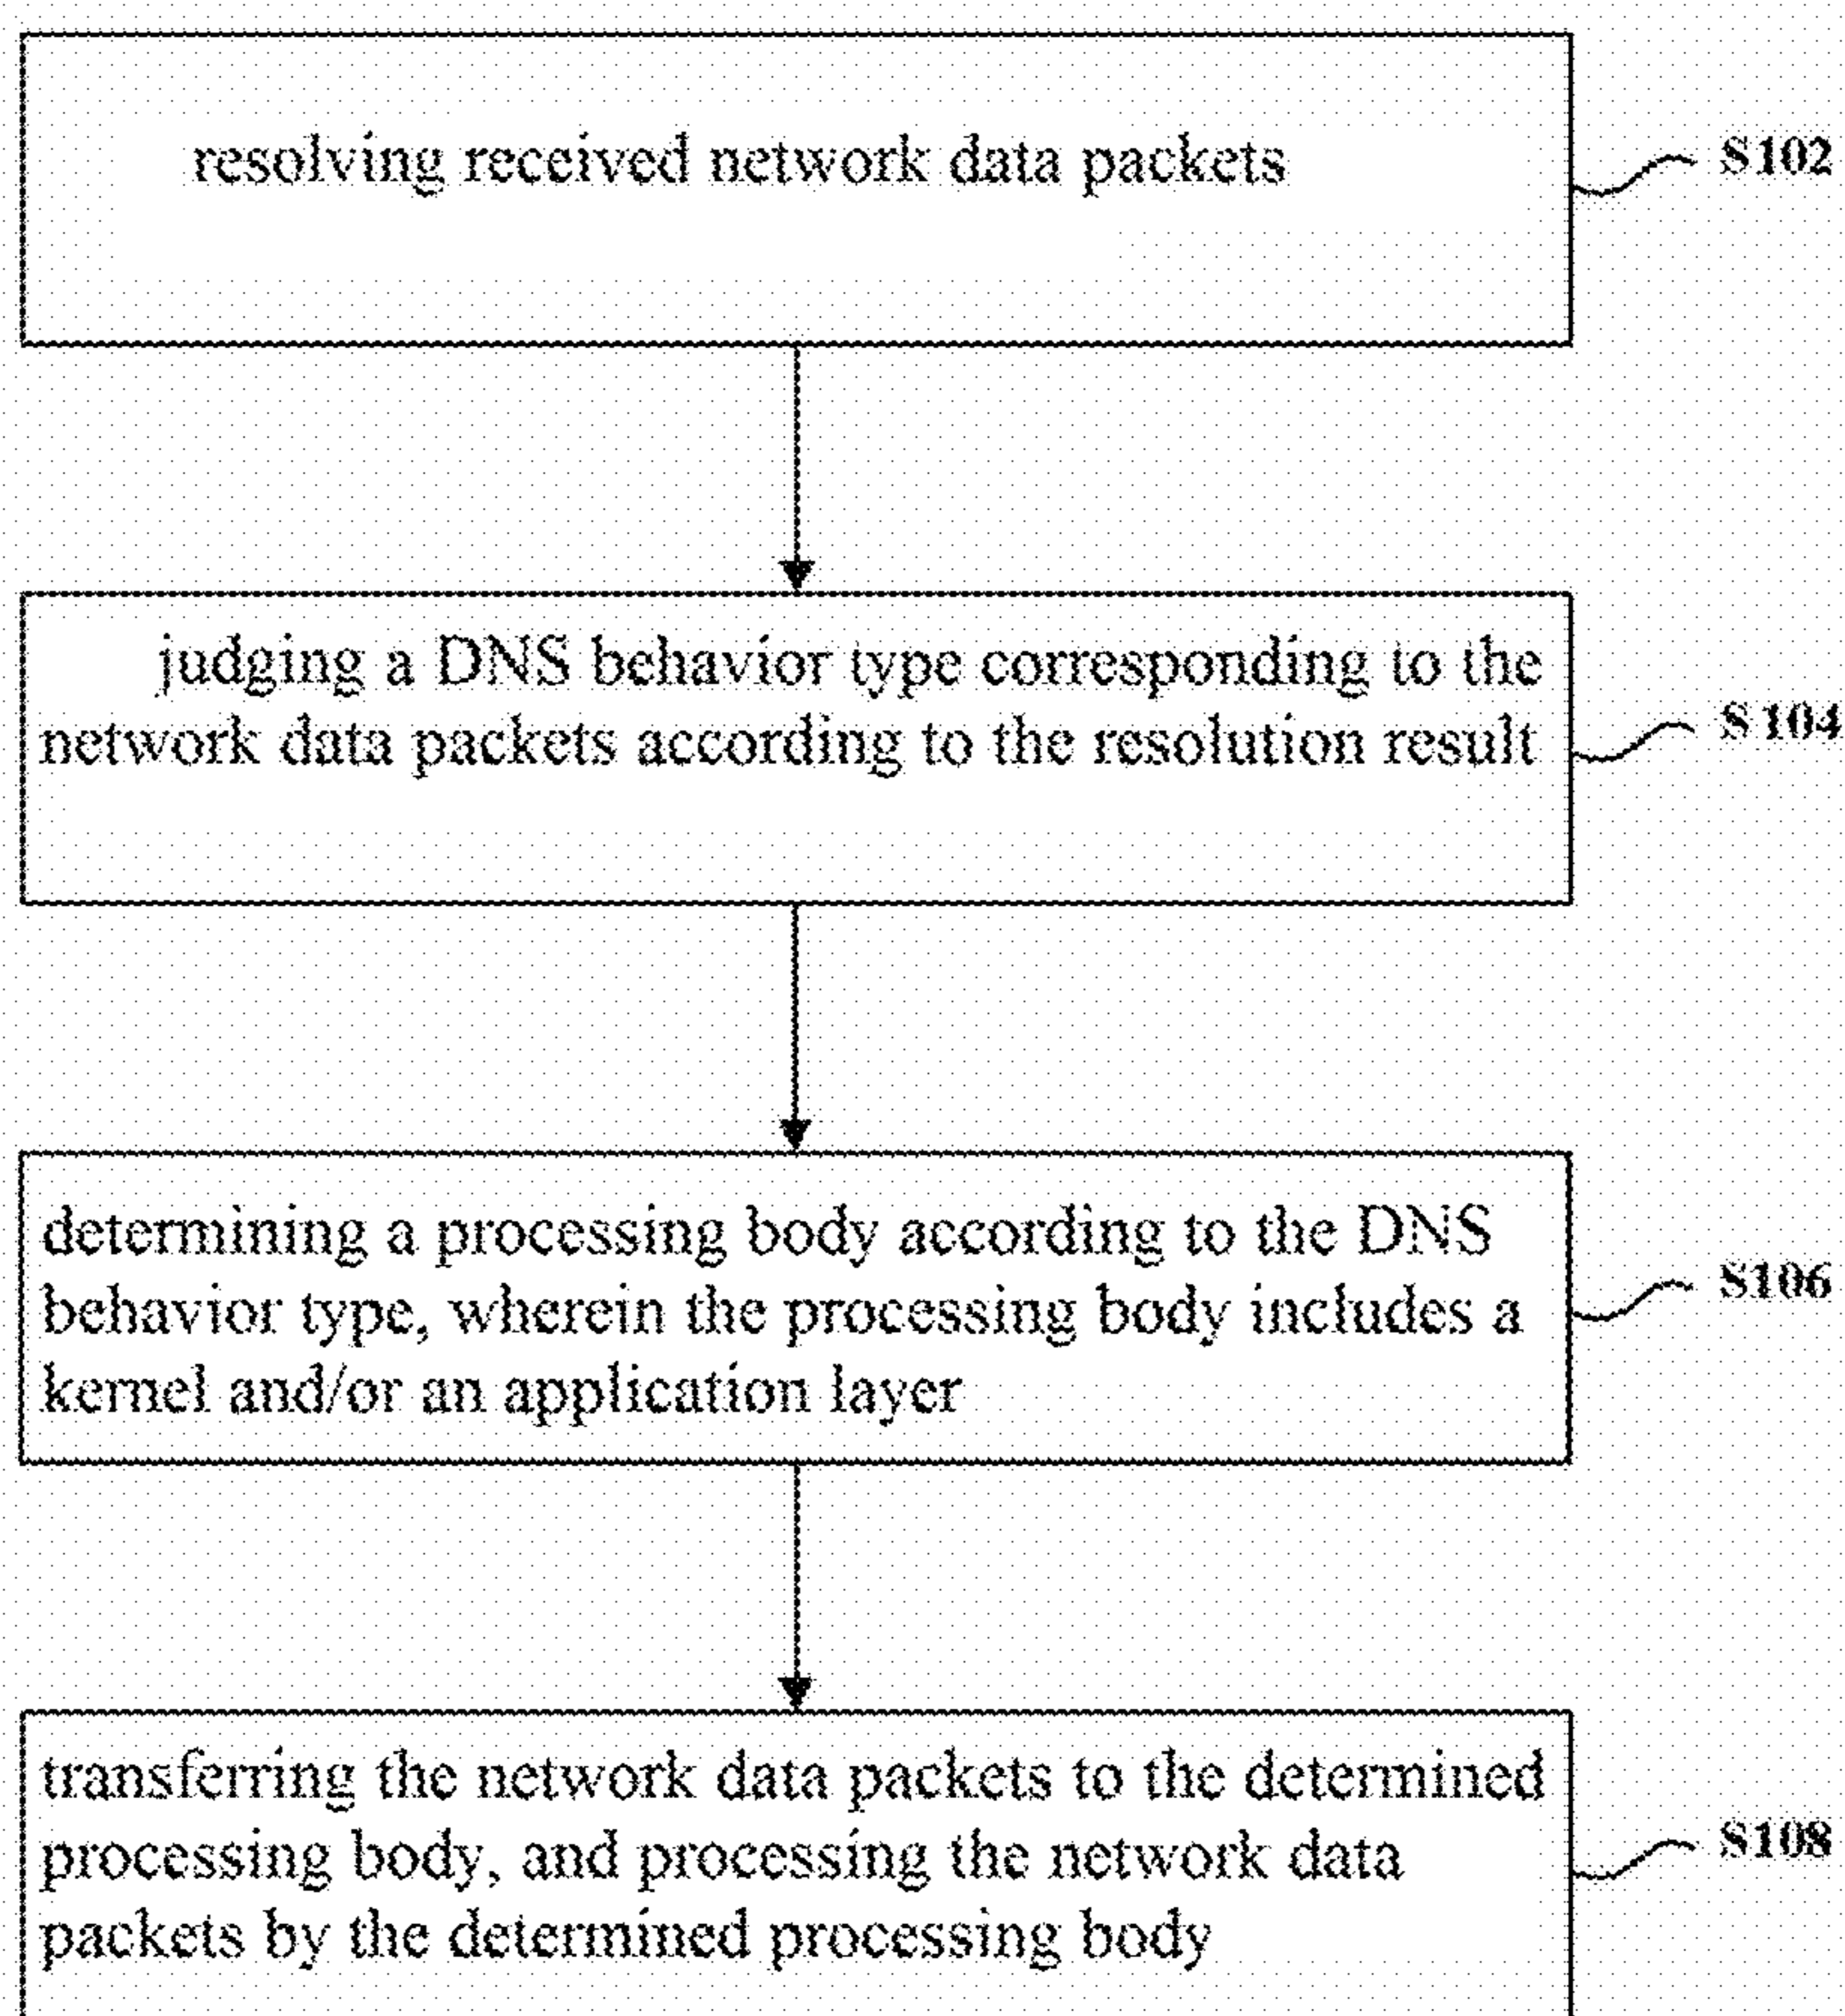 resolving received network data packets
S102
judging a DNS behavior type corresponding to the
network data packets according to the resolution result
S104
determining a processing body according to the DNS
behavior type, wherein the processing body includes a
kernel and/or an application layer
S106
transferring the network data packets to the determined
processing body, and processing the network data
packets by the determined processing body
S108